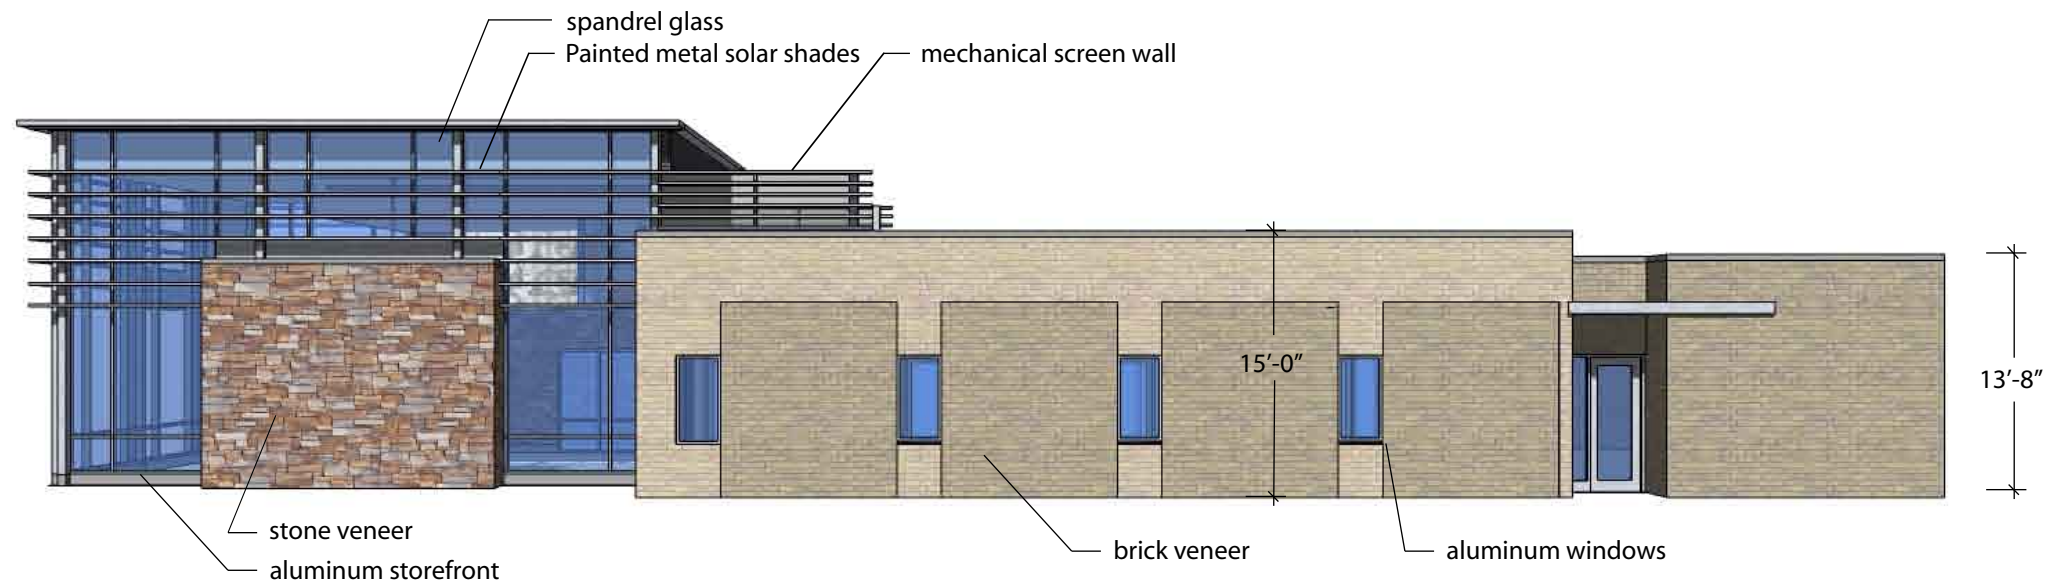 spandrel glass
Painted metal solar shades
mechanical screen wall
15’-0”
13’-8”
stone veneer
brick veneer
aluminum windows
aluminum storefront